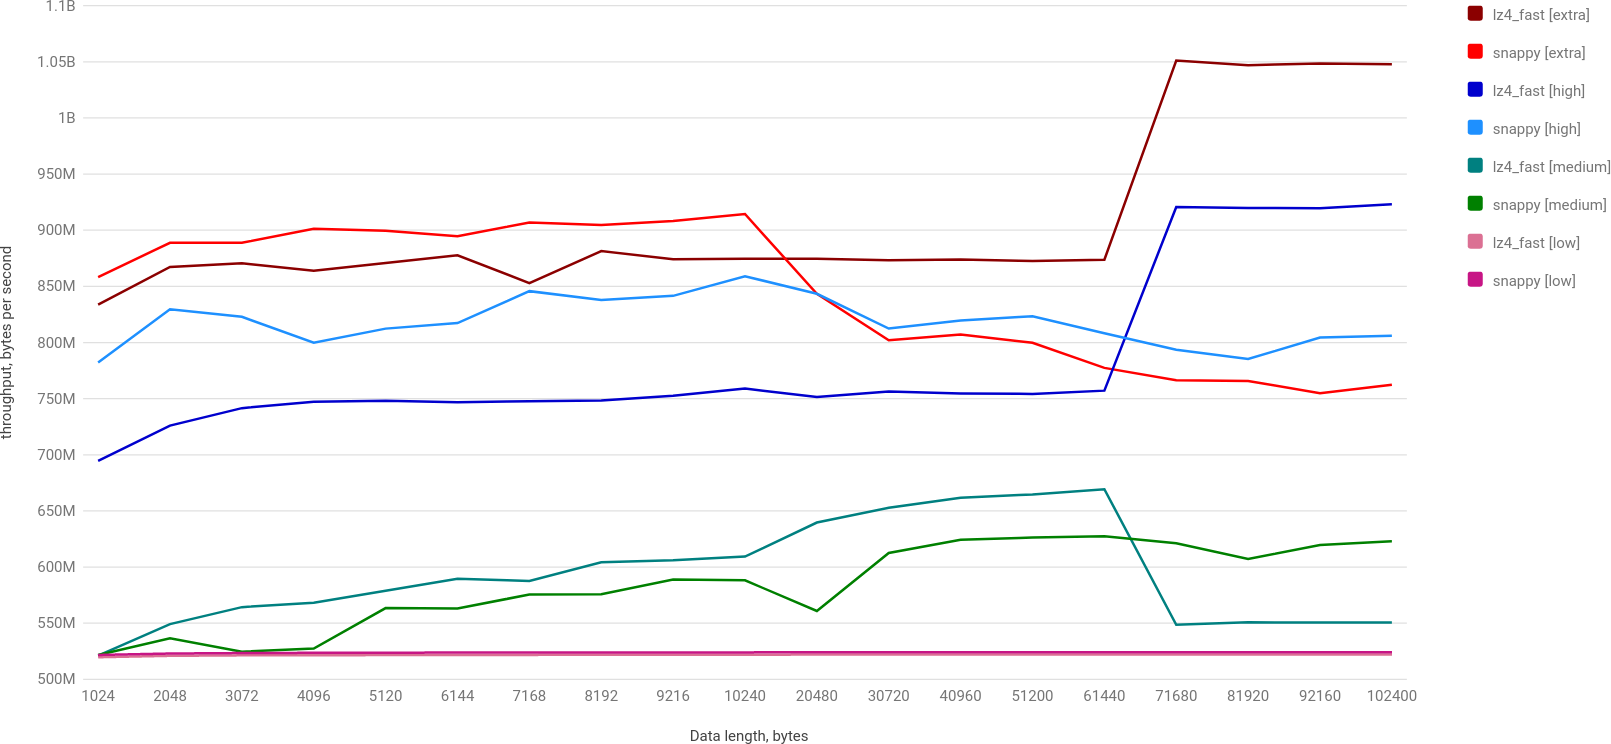 1.1B
1.05B
1B
950M
900M
850M
800M
750M
700M
650M
600M
550M
500M
throughput, bytes per second
1024 2048 3072 4096 5120 6144 7168 8192 9216 10240 20480 30720 40960 51200 61440 71680 81920 92160 102400
Data length, bytes
lz4_fast [extra]
snappy [extra]
lz4_fast [high]
snappy [high]
lz4_fast [medium]
snappy [medium]
lz4_fast [low]
snappy [low]